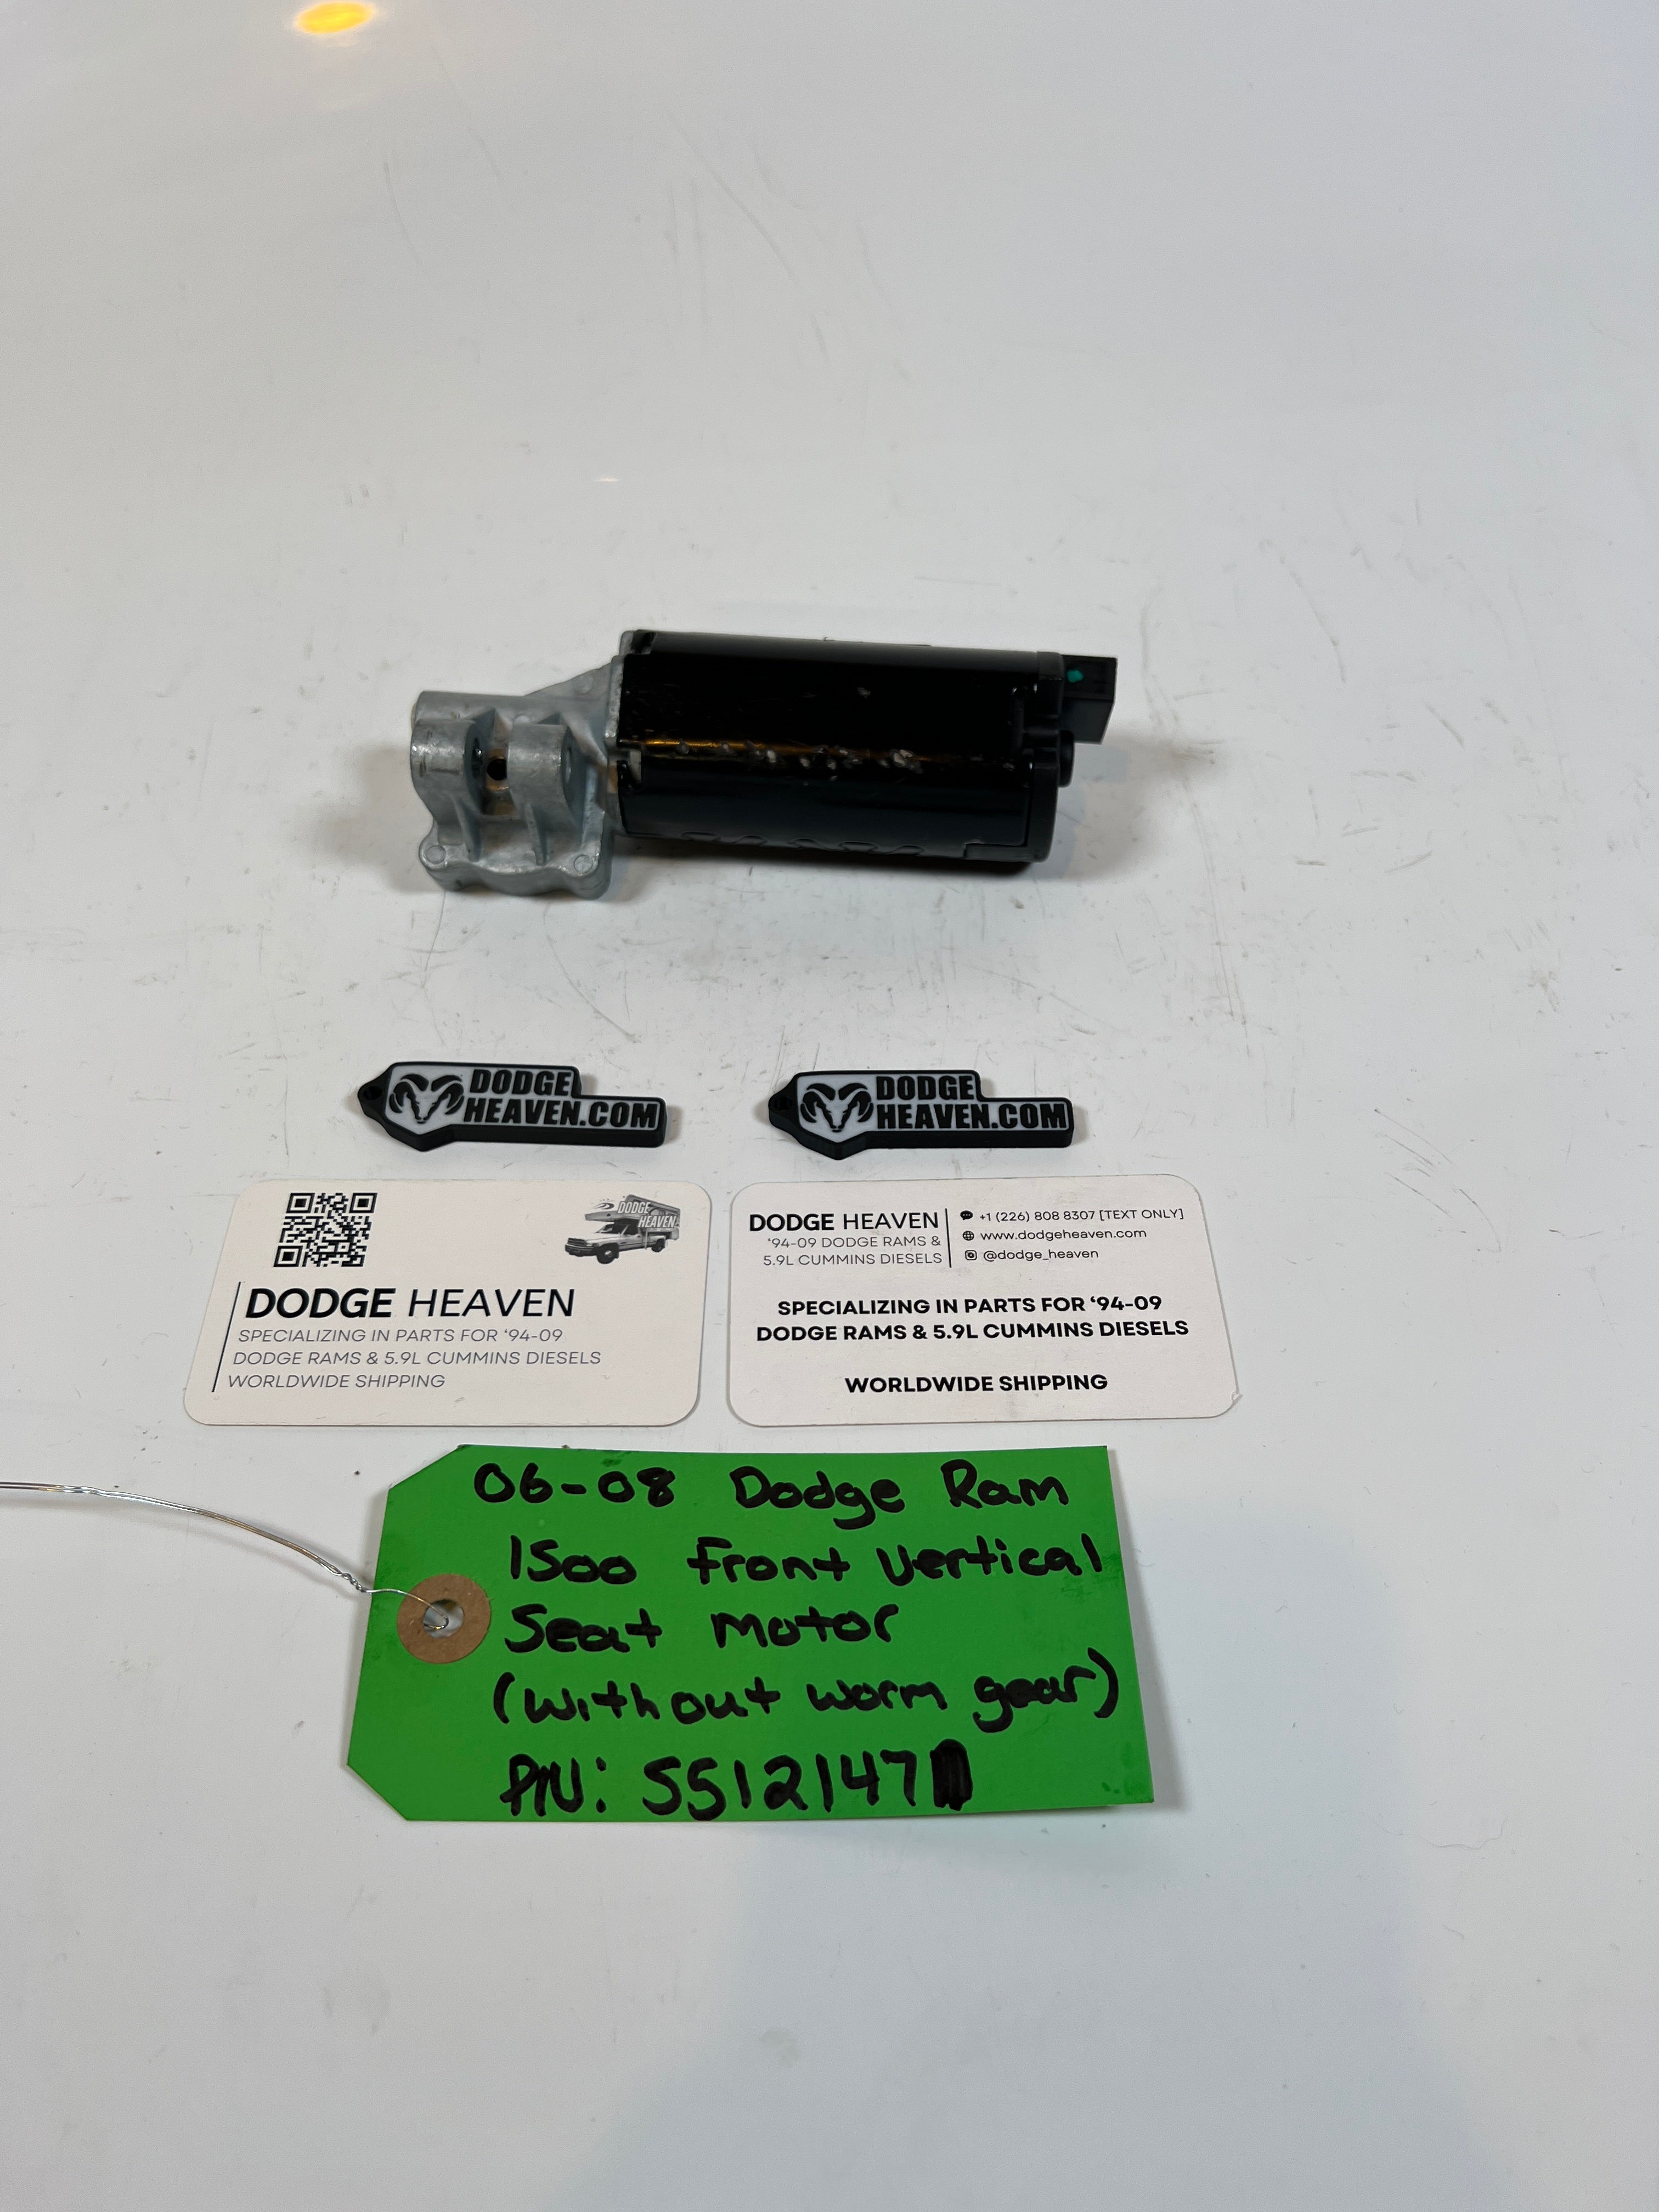 DODGE
HEAVEN.COM
DODGE
HEAVEN.COM
DODGE
HEAVEN
DODGE HEAVEN
SPECIALIZING IN PARTS FOR ‘94-09
DODGE RAMS & 5.9L CUMMINS DIESELS
WORLDWIDE SHIPPING
DODGE HEAVEN
‘94-09 DODGE RAMS &
5.9L CUMMINS DIESELS
+1 (226) 808 8307 [TEXT ONLY]
www.dodgeheaven.com
@dodge_heaven
SPECIALIZING IN PARTS FOR ‘94-09
DODGE RAMS & 5.9L CUMMINS DIESELS
WORLDWIDE SHIPPING
06-08 Dodge Ram
1500 Front Vertical
Seat Motor
(without worm gear)
P/N: 5512147